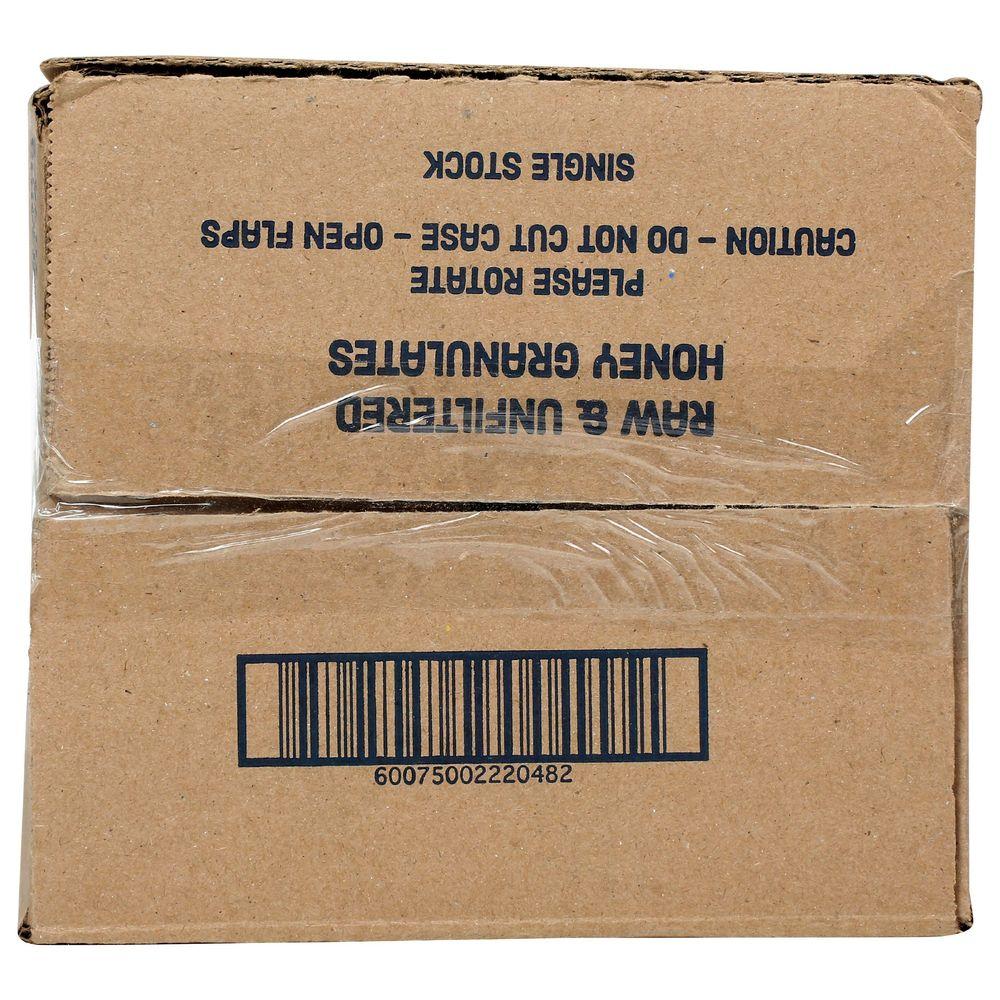 RAW & UNFILTERED
HONEY GRANULATES
PLEASE ROTATE
CAUTION - DO NOT CUT CASE - OPEN FLAPS
SINGLE STOCK
60075002220482